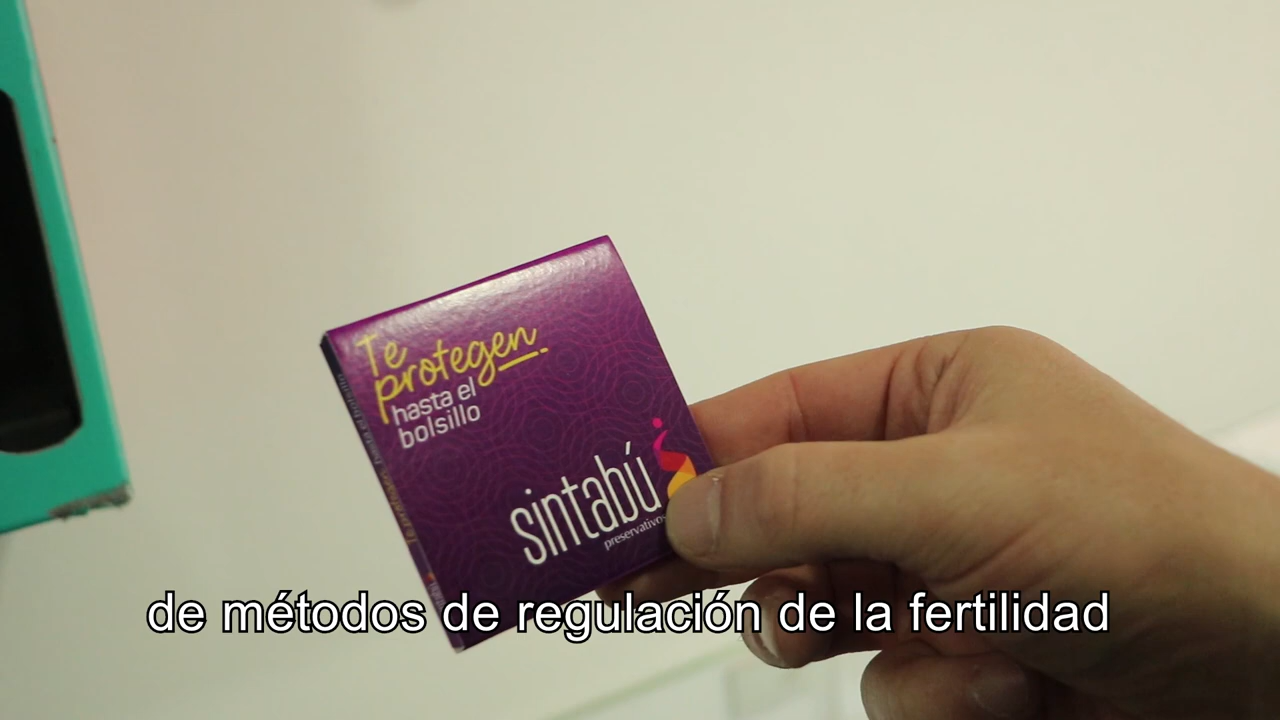 Te
protegen
hasta el
bolsillo
sintabú
preservativos
de métodos de regulación de la fertilidad